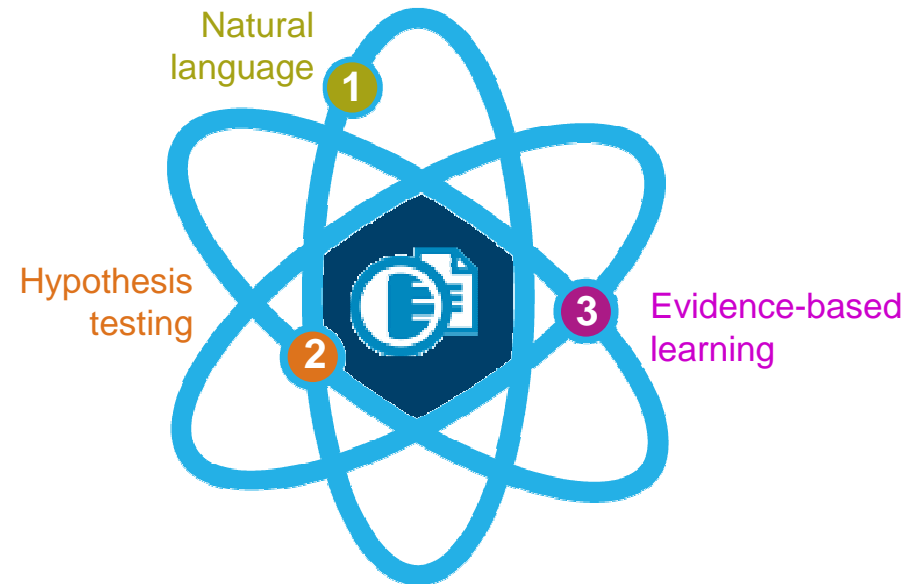 Natural
language
1
Hypothesis
testing
2
3
Evidence-based
learning